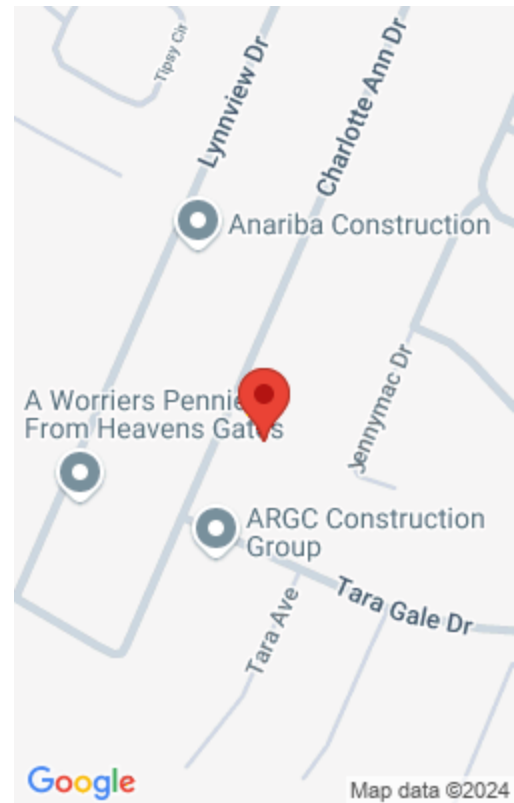 Tipsy Cir
Lynnview Dr
Charlotte Ann Dr
Anariba Construction
Jennymac Dr
A Worriers Pennie
From Heavens Gates
ARGC Construction
Group
Tara Gale Dr
Tara Ave
Google
Map data ©2024